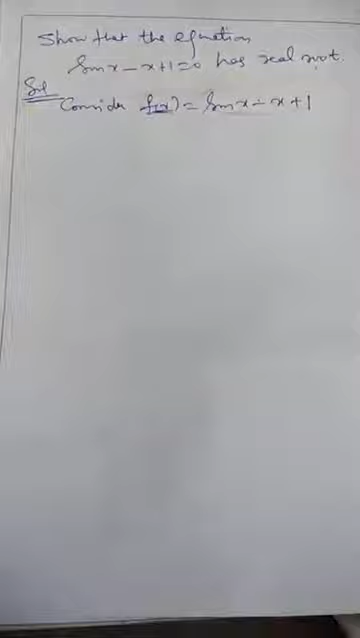 Show that the equation
Sin x - x + 1 = 0 has real root.
Sol
Consider f(x) = Sin x - x + 1